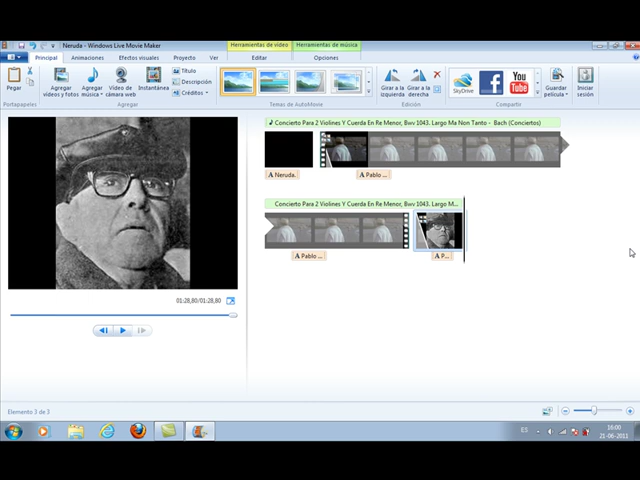 Neruda - Windows Live Movie Maker
Herramientas de vídeo
Herramientas de música
Principal
Animaciones
Efectos visuales
Proyecto
Ver
Editar
Opciones
Pegar
Agregar vídeos y fotos
Agregar música
Vídeo de cámara web
Instantánea
Título
Descripción
Créditos
Girar a la izquierda
Girar a la derecha
SkyDrive
f
You Tube
Guardar película
Iniciar sesión
Portapapeles
Agregar
Temas de AutoMovie
Edición
Compartir
Concierto Para 2 Violines Y Cuerda En Re Menor, Bwv 1043. Largo Ma Non Tanto - Bach (Conciertos)
A Neruda.
A Pablo ...
Concierto Para 2 Violines Y Cuerda En Re Menor, Bwv 1043. Largo M...
A Pablo ...
A P...
01:28,80/01:28,80
Elemento 3 de 3
ES
16:00
21-06-2011